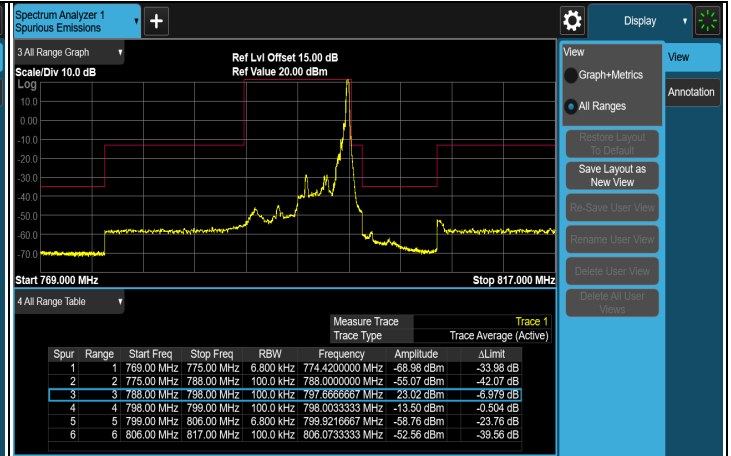 Spectrum Analyzer 1
Spurious Emissions
Display
3 All Range Graph
Ref Lvl Offset 15.00 dB
Scale/Div 10.0 dB
Ref Value 20.00 dBm
Log
10.0
0.00
-10.0
-20.0
-30.0
-40.0
-50.0
-60.0
-70.0
Start 769.000 MHz
Stop 817.000 MHz
View
Graph+Metrics
All Ranges
Restore Layout
To Default
Save Layout as
New View
Re-Save User View
Rename User View
Delete User View
Delete All User
Views
View
Annotation
4 All Range Table
Measure Trace Trace 1
Trace Type Trace Average (Active)
Spur Range Start Freq Stop Freq RBW Frequency Amplitude ΔLimit
1 1 769.00 MHz 775.00 MHz 6.800 kHz 774.4200000 MHz -68.98 dBm -33.98 dB
2 2 775.00 MHz 788.00 MHz 100.0 kHz 788.0000000 MHz -55.07 dBm -42.07 dB
3 3 788.00 MHz 798.00 MHz 100.0 kHz 797.6666667 MHz 23.02 dBm -6.979 dB
4 4 798.00 MHz 799.00 MHz 100.0 kHz 798.0033333 MHz -13.50 dBm -0.504 dB
5 5 799.00 MHz 806.00 MHz 6.800 kHz 799.9216667 MHz -58.76 dBm -23.76 dB
6 6 806.00 MHz 817.00 MHz 100.0 kHz 806.0733333 MHz -52.56 dBm -39.56 dB